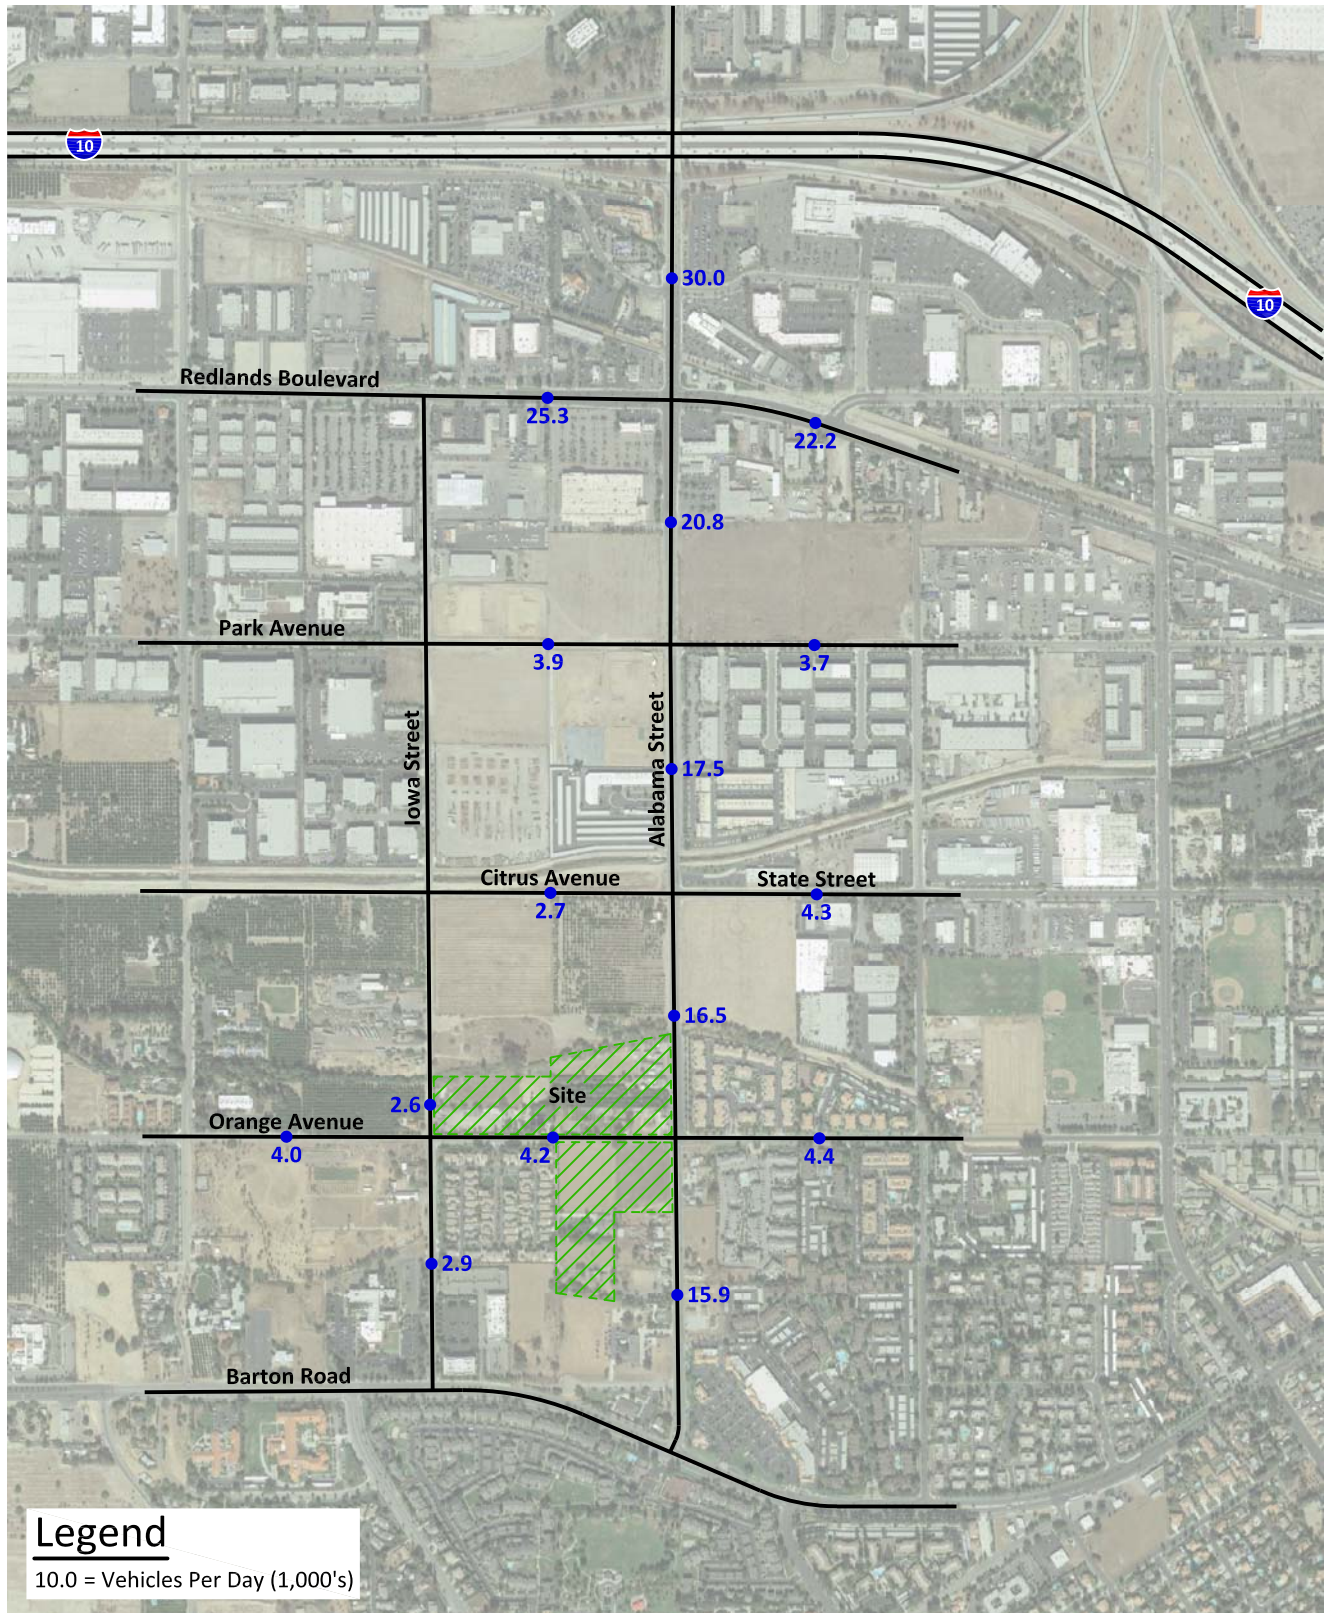 10
30.0
10
Redlands Boulevard
25.3
22.2
20.8
Park Avenue
3.9
3.7
Iowa Street
Alabama Street
17.5
Citrus Avenue
State Street
2.7
4.3
16.5
Site
2.6
Orange Avenue
4.0
4.2
4.4
2.9
15.9
Barton Road
Legend
10.0 = Vehicles Per Day (1,000's)